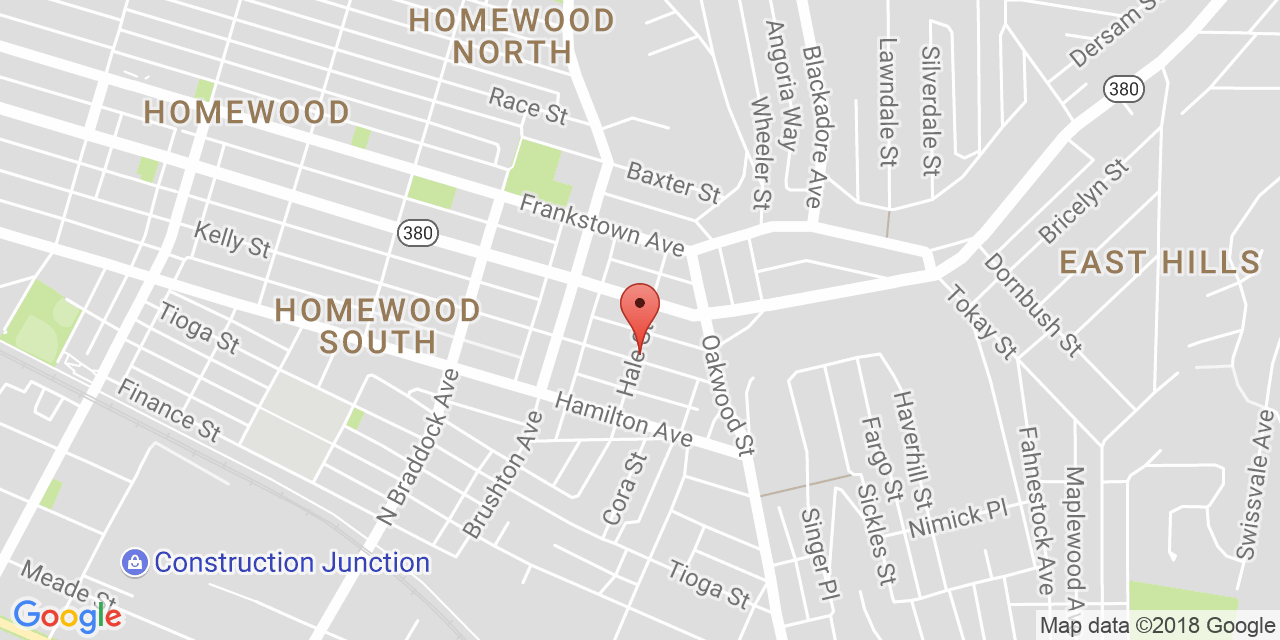 HOMEWOOD
NORTH
Dersam S
Angoria Way
Blackadore Ave
Lawndale St
Silverdale St
380
Race St
HOMEWOOD
Wheeler St
Baxter St
Bricelyn St
Frankstown Ave
380
Kelly St
EAST HILLS
Dornbush St
Tokay St
HOMEWOOD
SOUTH
Tioga St
Hale St
Oakwood St
Finance St
N Braddock Ave
Hamilton Ave
Brushton Ave
Cora St
Haverhill St
Fargo St
Sickles St
Singer Pl
Nimick Pl
Fahnestock Ave
Maplewood A
Swissvale Ave
Construction Junction
Tioga St
Meade St
Google
Map data ©2018 Google